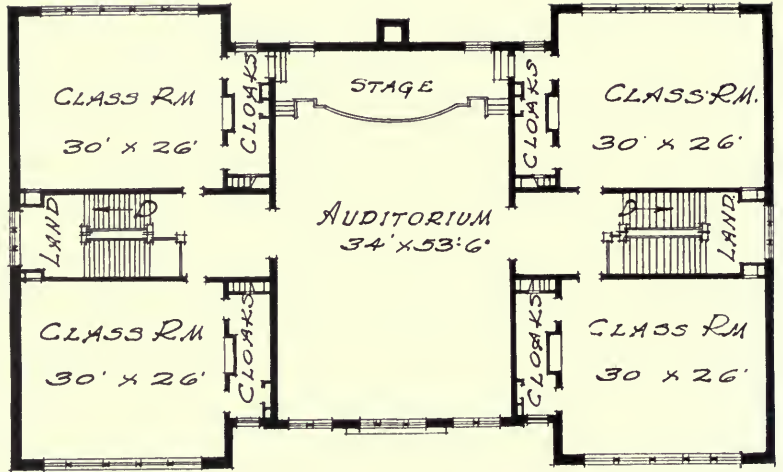 CLASS RM
30' X 26'
CLOAKS
STAGE
CLOAKS
CLASS RM.
30' X 26'
LAND
D
AUDITORIUM
34' X 53'-6"
D
LAND
CLASS RM
30' X 26'
CLOAKS
CLOAKS
CLASS RM
30 X 26'